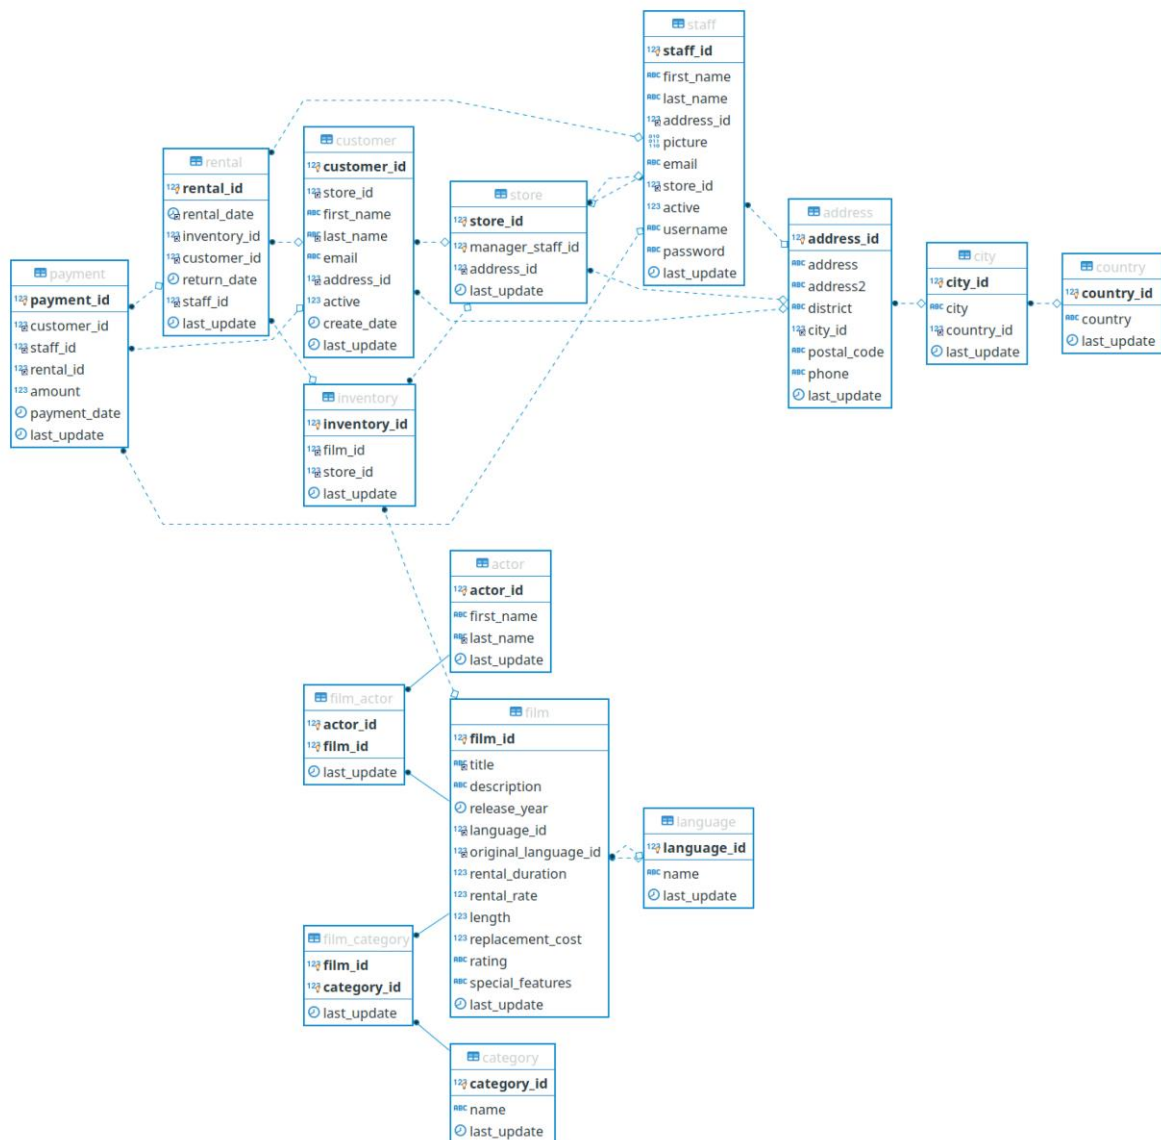 staff
staff_id
first_name
last_name
address_id
picture
email
store_id
active
username
password
last_update
customer
customer_id
store_id
first_name
last_name
email
address_id
active
create_date
last_update
rental
rental_id
rental_date
inventory_id
customer_id
return_date
staff_id
last_update
store
store_id
manager_staff_id
address_id
last_update
address
address_id
address
address2
district
city_id
postal_code
phone
last_update
city
city_id
city
country_id
last_update
country
country_id
country
last_update
payment
payment_id
customer_id
staff_id
rental_id
amount
payment_date
last_update
inventory
inventory_id
film_id
store_id
last_update
actor
actor_id
first_name
last_name
last_update
film_actor
actor_id
film_id
last_update
film
film_id
title
description
release_year
language_id
original_language_id
rental_duration
rental_rate
length
replacement_cost
rating
special_features
last_update
language
language_id
name
last_update
film_category
film_id
category_id
last_update
category
category_id
name
last_update